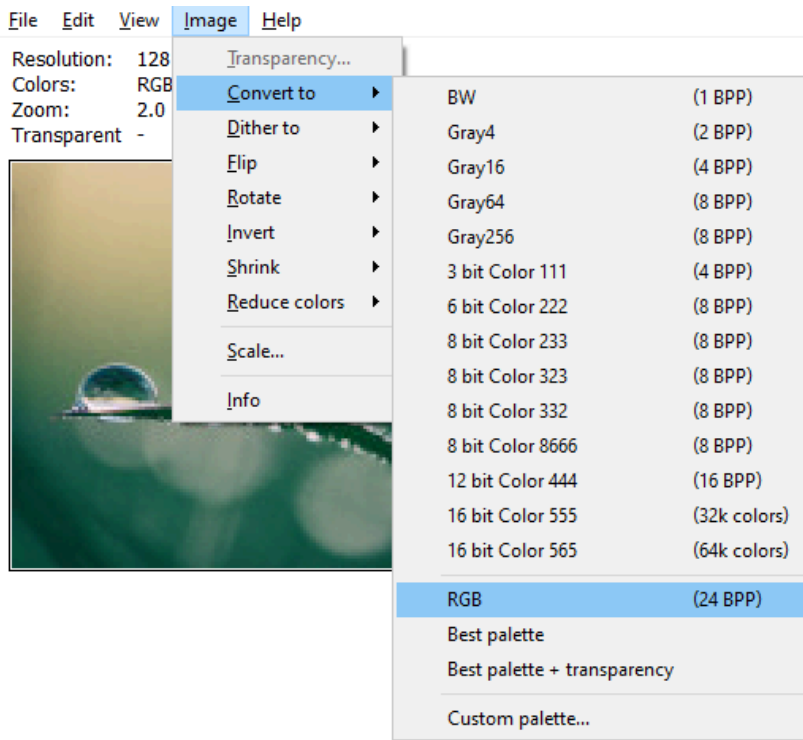 File Edit View Image Help
Resolution: 128
Colors: RGB
Zoom: 2.0
Transparent -
Transparency...
Convert to
Dither to
Flip
Rotate
Invert
Shrink
Reduce colors
Scale...
Info
BW (1 BPP)
Gray4 (2 BPP)
Gray16 (4 BPP)
Gray64 (8 BPP)
Gray256 (8 BPP)
3 bit Color 111 (4 BPP)
6 bit Color 222 (8 BPP)
8 bit Color 233 (8 BPP)
8 bit Color 323 (8 BPP)
8 bit Color 332 (8 BPP)
8 bit Color 8666 (8 BPP)
12 bit Color 444 (16 BPP)
16 bit Color 555 (32k colors)
16 bit Color 565 (64k colors)
RGB (24 BPP)
Best palette
Best palette + transparency
Custom palette...